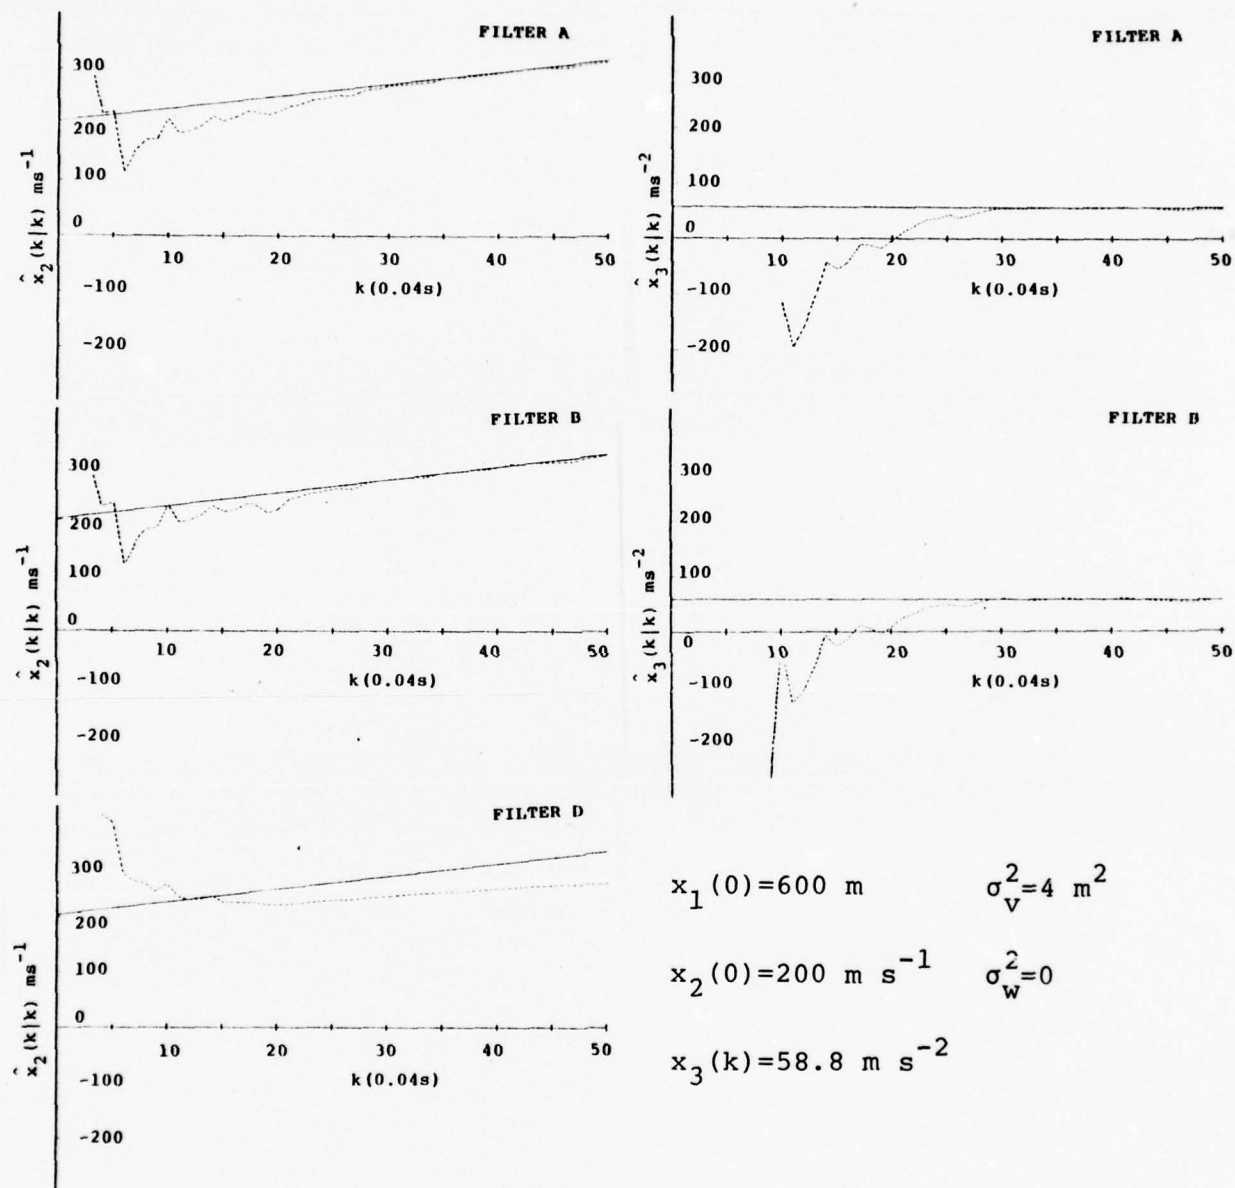 FILTER A
300
200
100
0
-100
-200
10 20 30 40 50
k(0.04s)
x̂₂(k|k) ms⁻¹
FILTER A
300
200
100
0
-100
-200
10 20 30 40 50
k(0.04s)
x̂₃(k|k) ms⁻²
FILTER B
300
200
100
0
-100
-200
10 20 30 40 50
k(0.04s)
x̂₂(k|k) ms⁻¹
FILTER B
300
200
100
0
-100
-200
10 20 30 40 50
k(0.04s)
x̂₃(k|k) ms⁻²
FILTER D
300
200
100
0
-100
-200
10 20 30 40 50
k(0.04s)
x̂₂(k|k) ms⁻¹
x₁(0)=600 m σᵥ²=4 m²
x₂(0)=200 m s⁻¹ σ_w²=0
x₃(k)=58.8 m s⁻²